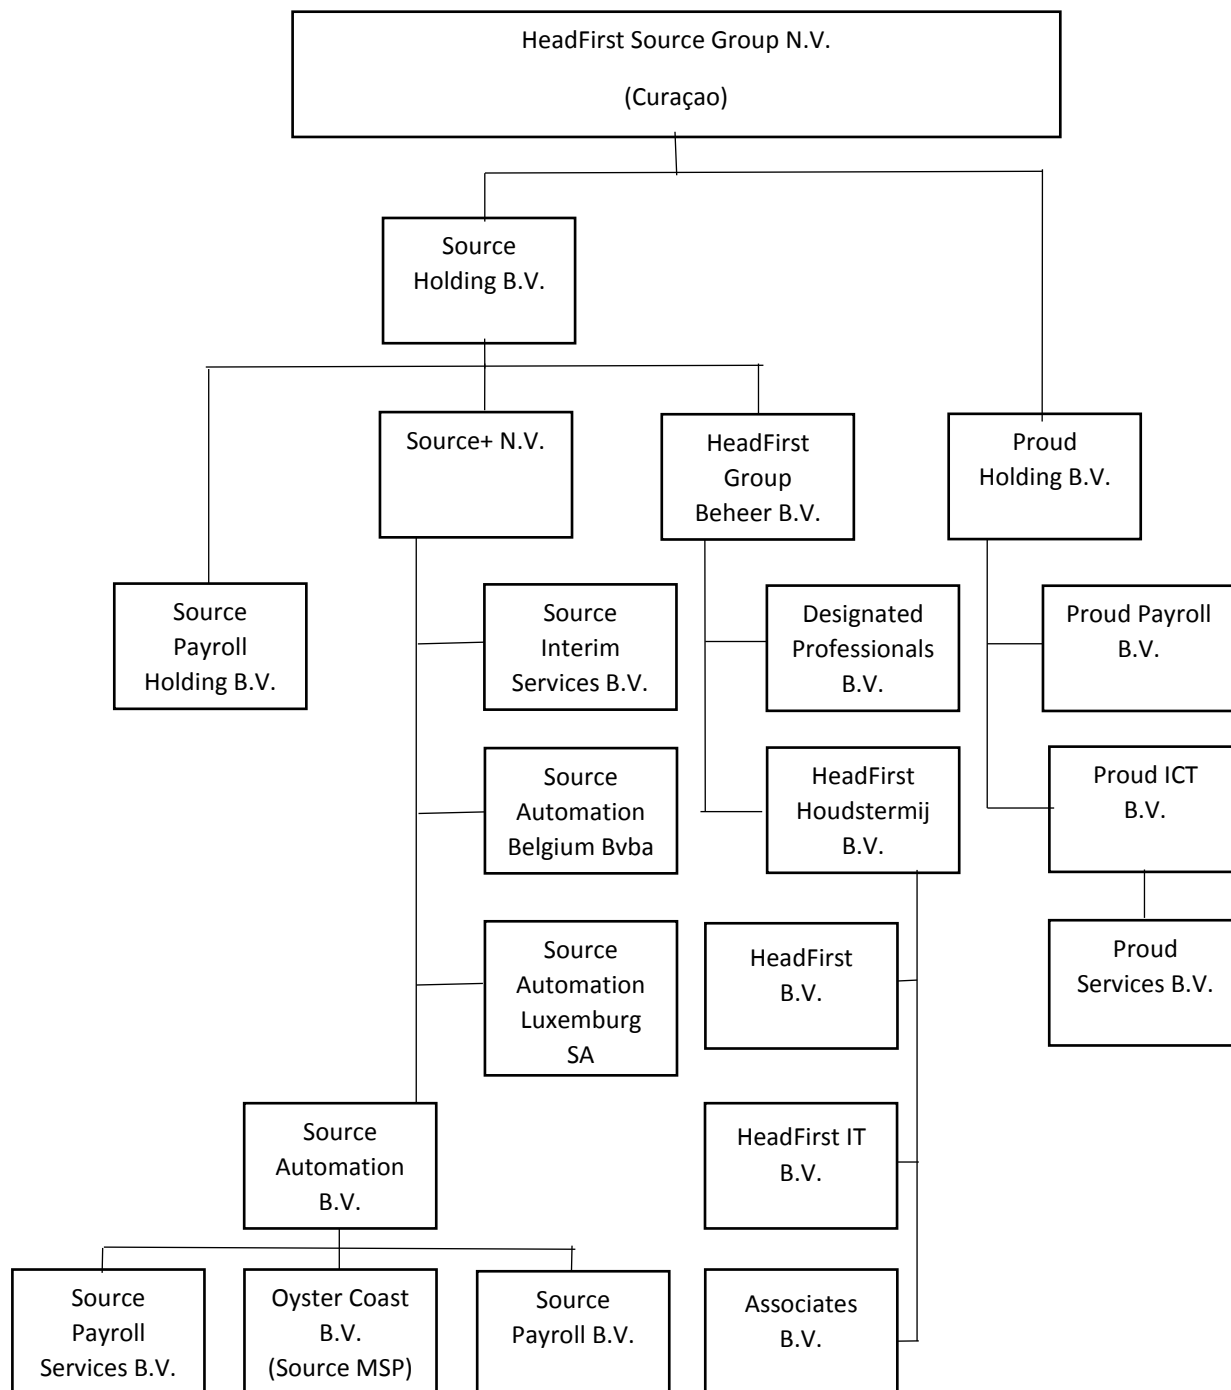 HeadFirst Source Group N.V.
(Curaçao)
Source
Holding B.V.
Source+ N.V.
HeadFirst
Group
Beheer B.V.
Proud
Holding B.V.
Source
Payroll
Holding B.V.
Source
Interim
Services B.V.
Designated
Professionals
B.V.
Proud Payroll
B.V.
Source
Automation
Belgium Bvba
HeadFirst
Houdstermij
B.V.
Proud ICT
B.V.
Source
Automation
Luxemburg
SA
HeadFirst
B.V.
Proud
Services B.V.
Source
Automation
B.V.
HeadFirst IT
B.V.
Source
Payroll
Services B.V.
Oyster Coast
B.V.
(Source MSP)
Source
Payroll B.V.
Associates
B.V.